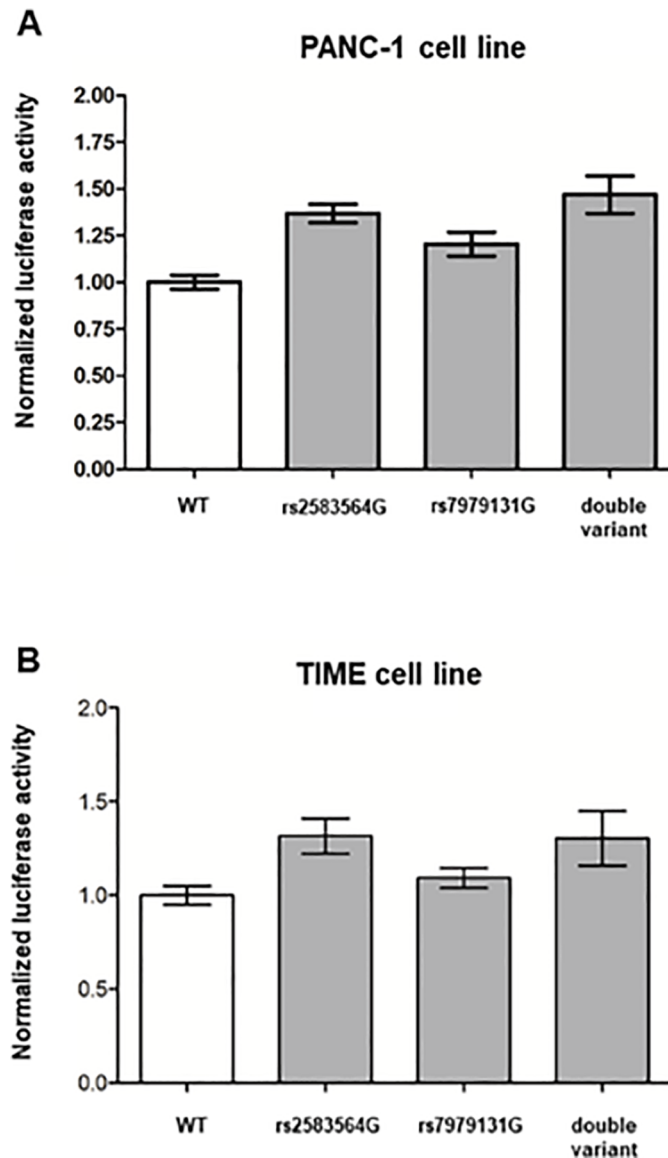 A
PANC-1 cell line
Normalized luciferase activity
2.00
1.75
1.50
1.25
1.00
0.75
0.50
0.25
0.00
WT
rs2583564G
rs7979131G
double
variant
B
TIME cell line
Normalized luciferase activity
2.0
1.5
1.0
0.5
0.0
WT
rs2583564G
rs7979131G
double
variant